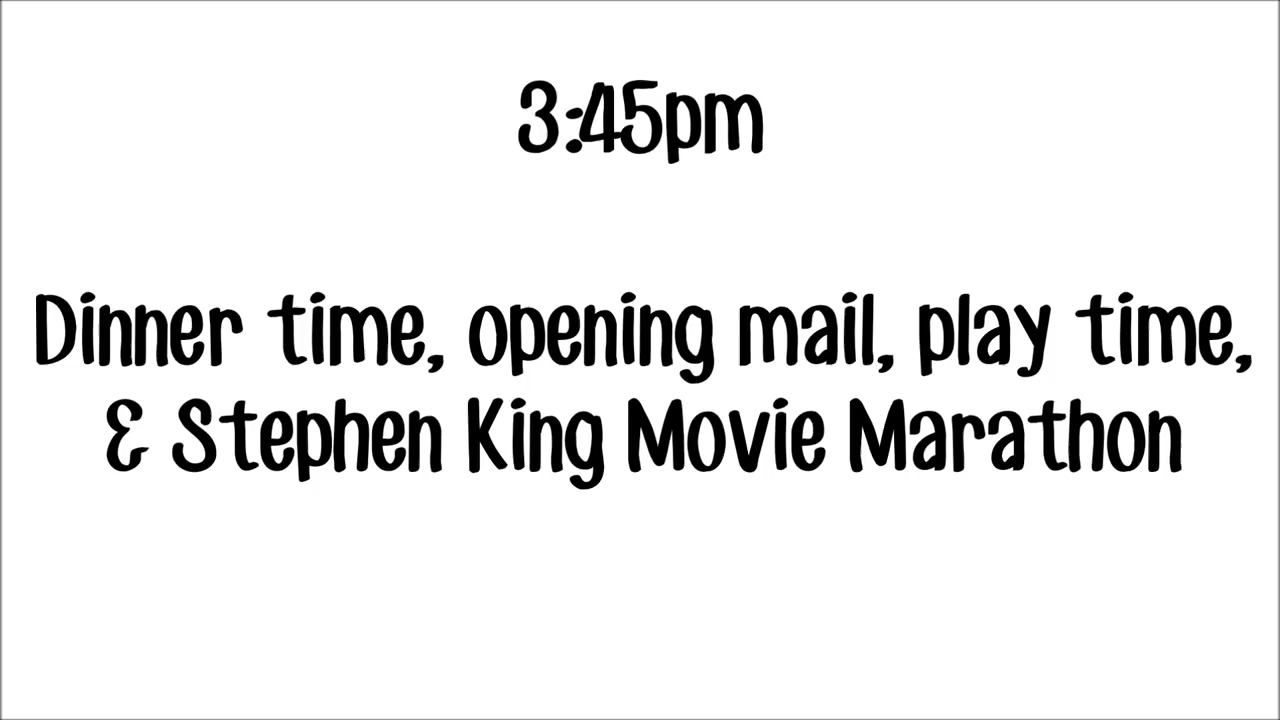 3:45pm
Dinner time, opening mail, play time,
& Stephen King Movie Marathon